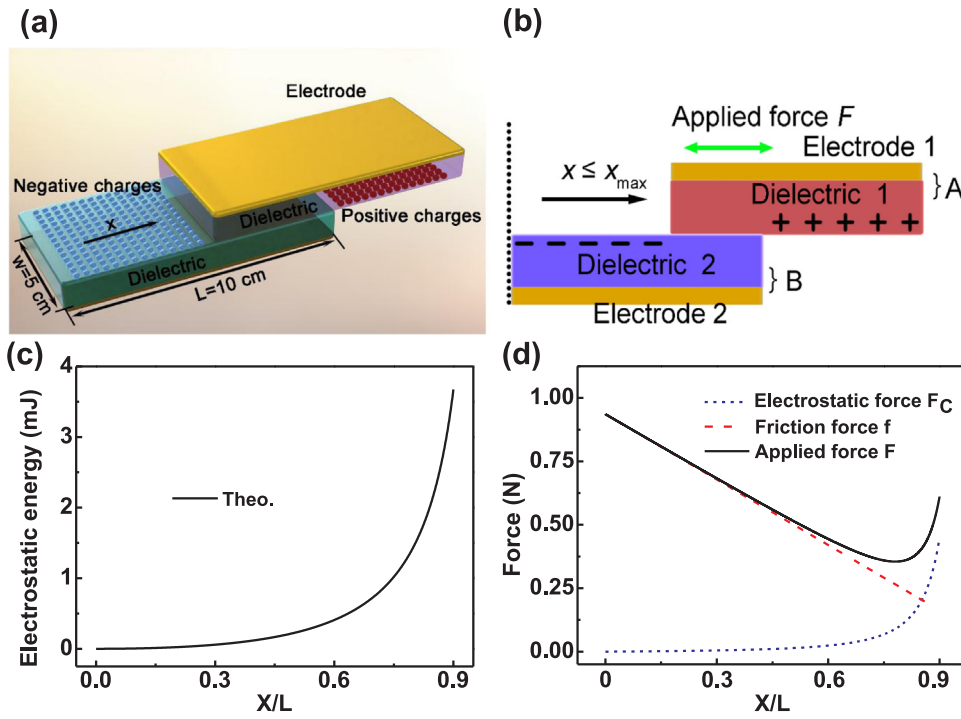 (a)
Electrode
Negative charges
x
Dielectric
Positive charges
Dielectric
w=5 cm
L=10 cm
(b)
Applied force F
Electrode 1
x ≤ xmax
Dielectric 1
} A
+ + + + +
− − − − −
Dielectric 2
} B
Electrode 2
(c)
Electrostatic energy (mJ)
4
3
2
1
0
Theo.
0.0 0.3 0.6 0.9
X/L
(d)
Force (N)
1.00
0.75
0.50
0.25
0.00
Electrostatic force FC
Friction force f
Applied force F
0 0.3 0.6 0.9
X/L